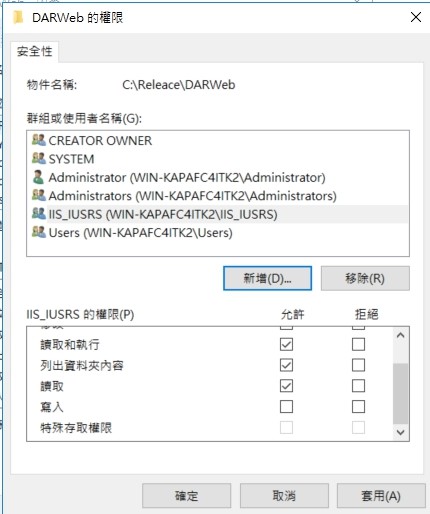 DARWeb 的權限
安全性
物件名稱: C:\Releace\DARWeb
群組或使用者名稱(G):
CREATOR OWNER
SYSTEM
Administrator (WIN-KAPAFC4ITK2\Administrator)
Administrators (WIN-KAPAFC4ITK2\Administrators)
IIS_IUSRS (WIN-KAPAFC4ITK2\IIS_IUSRS)
Users (WIN-KAPAFC4ITK2\Users)
新增(D)... 移除(R)
IIS_IUSRS 的權限(P) 允許 拒絕
讀取和執行
列出資料夾內容
讀取
寫入
特殊存取權限
確定 取消 套用(A)